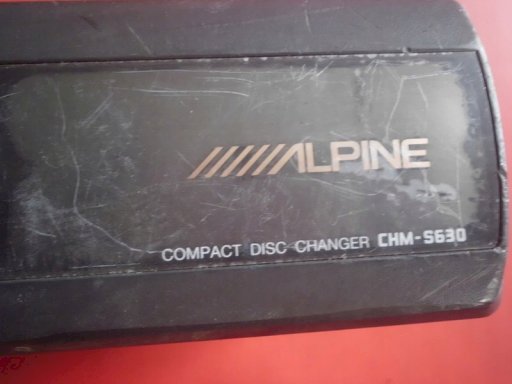 ALPINE
COMPACT DISC CHANGER CHM-S630